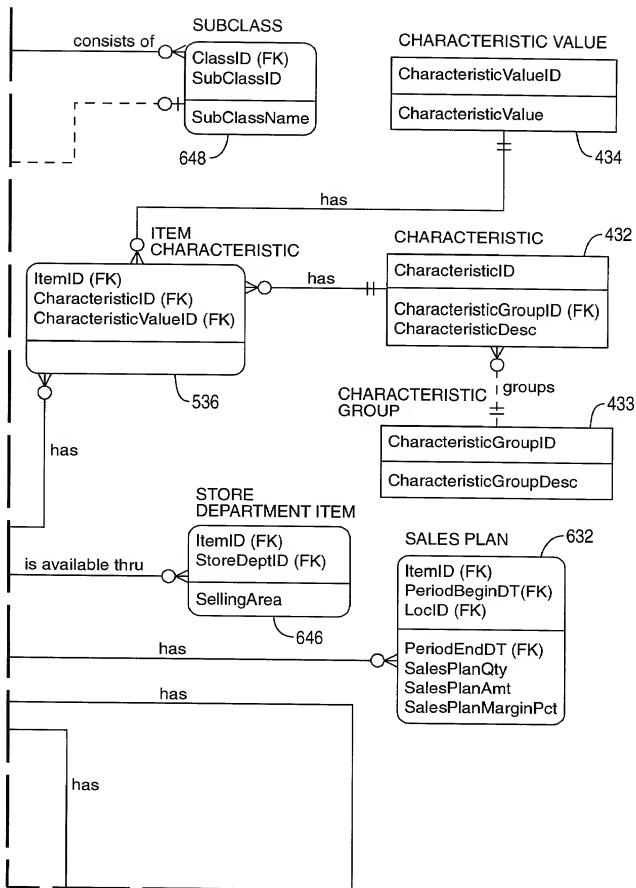 SUBCLASS
consists of
ClassID (FK)
SubClassID
SubClassName
648
CHARACTERISTIC VALUE
CharacteristicValueID
CharacteristicValue
434
has
ITEM
CHARACTERISTIC
ItemID (FK)
CharacteristicID (FK)
CharacteristicValueID (FK)
536
has
CHARACTERISTIC
432
CharacteristicID
CharacteristicGroupID (FK)
CharacteristicDesc
groups
CHARACTERISTIC
GROUP
433
CharacteristicGroupID
CharacteristicGroupDesc
has
STORE
DEPARTMENT ITEM
is available thru
ItemID (FK)
StoreDeptID (FK)
SellingArea
646
SALES PLAN
632
ItemID (FK)
PeriodBeginDT(FK)
LocID (FK)
PeriodEndDT (FK)
SalesPlanQty
SalesPlanAmt
SalesPlanMarginPct
has
has
has